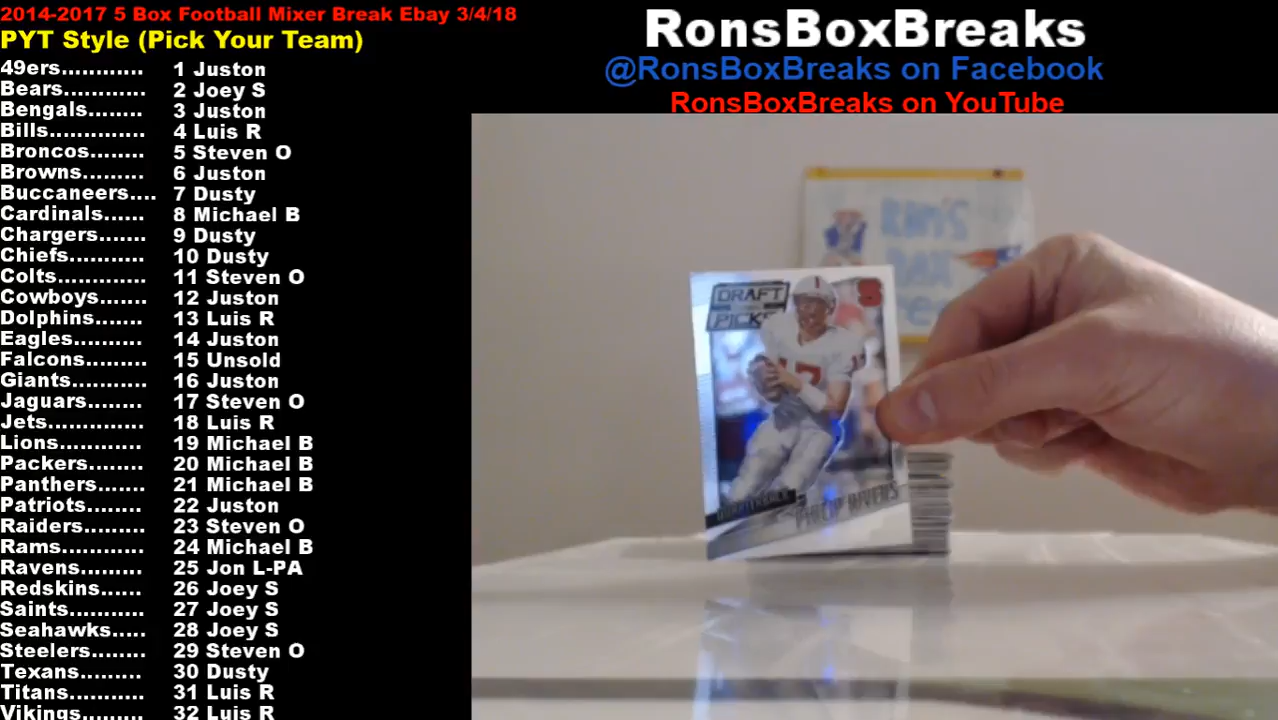 2014-2017 5 Box Football Mixer Break Ebay 3/4/18
PYT Style (Pick Your Team)
49ers............ 1 Juston
Bears............ 2 Joey S
Bengals........ 3 Juston
Bills.............. 4 Luis R
Broncos........ 5 Steven O
Browns......... 6 Juston
Buccaneers.... 7 Dusty
Cardinals...... 8 Michael B
Chargers....... 9 Dusty
Chiefs........... 10 Dusty
Colts............. 11 Steven O
Cowboys....... 12 Juston
Dolphins....... 13 Luis R
Eagles.......... 14 Juston
Falcons......... 15 Unsold
Giants........... 16 Juston
Jaguars........ 17 Steven O
Jets.............. 18 Luis R
Lions............ 19 Michael B
Packers........ 20 Michael B
Panthers....... 21 Michael B
Patriots........ 22 Juston
Raiders......... 23 Steven O
Rams............ 24 Michael B
Ravens......... 25 Jon L-PA
Redskins...... 26 Joey S
Saints........... 27 Joey S
Seahawks..... 28 Joey S
Steelers........ 29 Steven O
Texans......... 30 Dusty
Titans........... 31 Luis R
Vikings......... 32 Luis R
RonsBoxBreaks
@RonsBoxBreaks on Facebook
RonsBoxBreaks on YouTube
RON'S
BOX
DRAFT
PICKS
17
PHILIP RIVERS